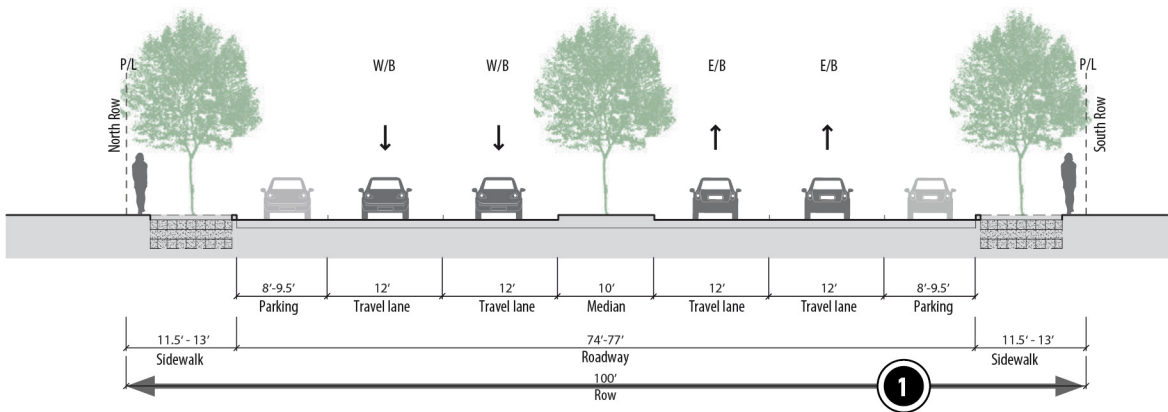 P/L
W/B
W/B
E/B
E/B
P/L
North Row
South Row
8'-9.5'
12'
12'
10'
12'
12'
8'-9.5'
Parking
Travel lane
Travel lane
Median
Travel lane
Travel lane
Parking
11.5' - 13'
74'-77'
11.5' - 13'
Sidewalk
Roadway
Sidewalk
100'
Row
1